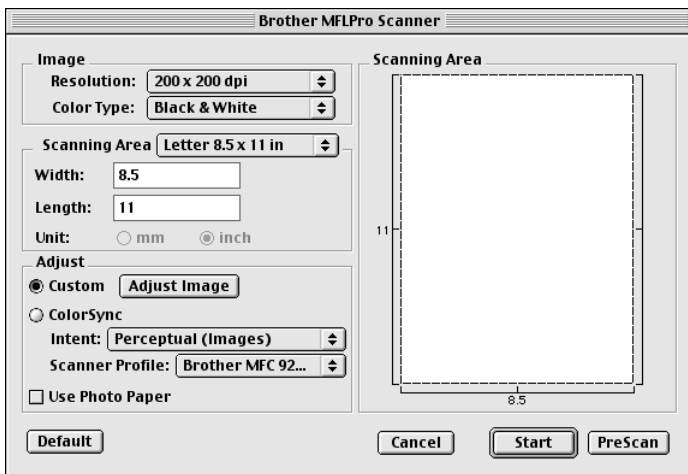 Brother MFLPro Scanner
Image
Resolution: 200 x 200 dpi
Color Type: Black & White
Scanning Area Letter 8.5 x 11 in
Width: 8.5
Length: 11
Unit: mm inch
Adjust
Custom Adjust Image
ColorSync
Intent: Perceptual (Images)
Scanner Profile: Brother MFC 92...
Use Photo Paper
Scanning Area
11
8.5
Default Cancel Start PreScan